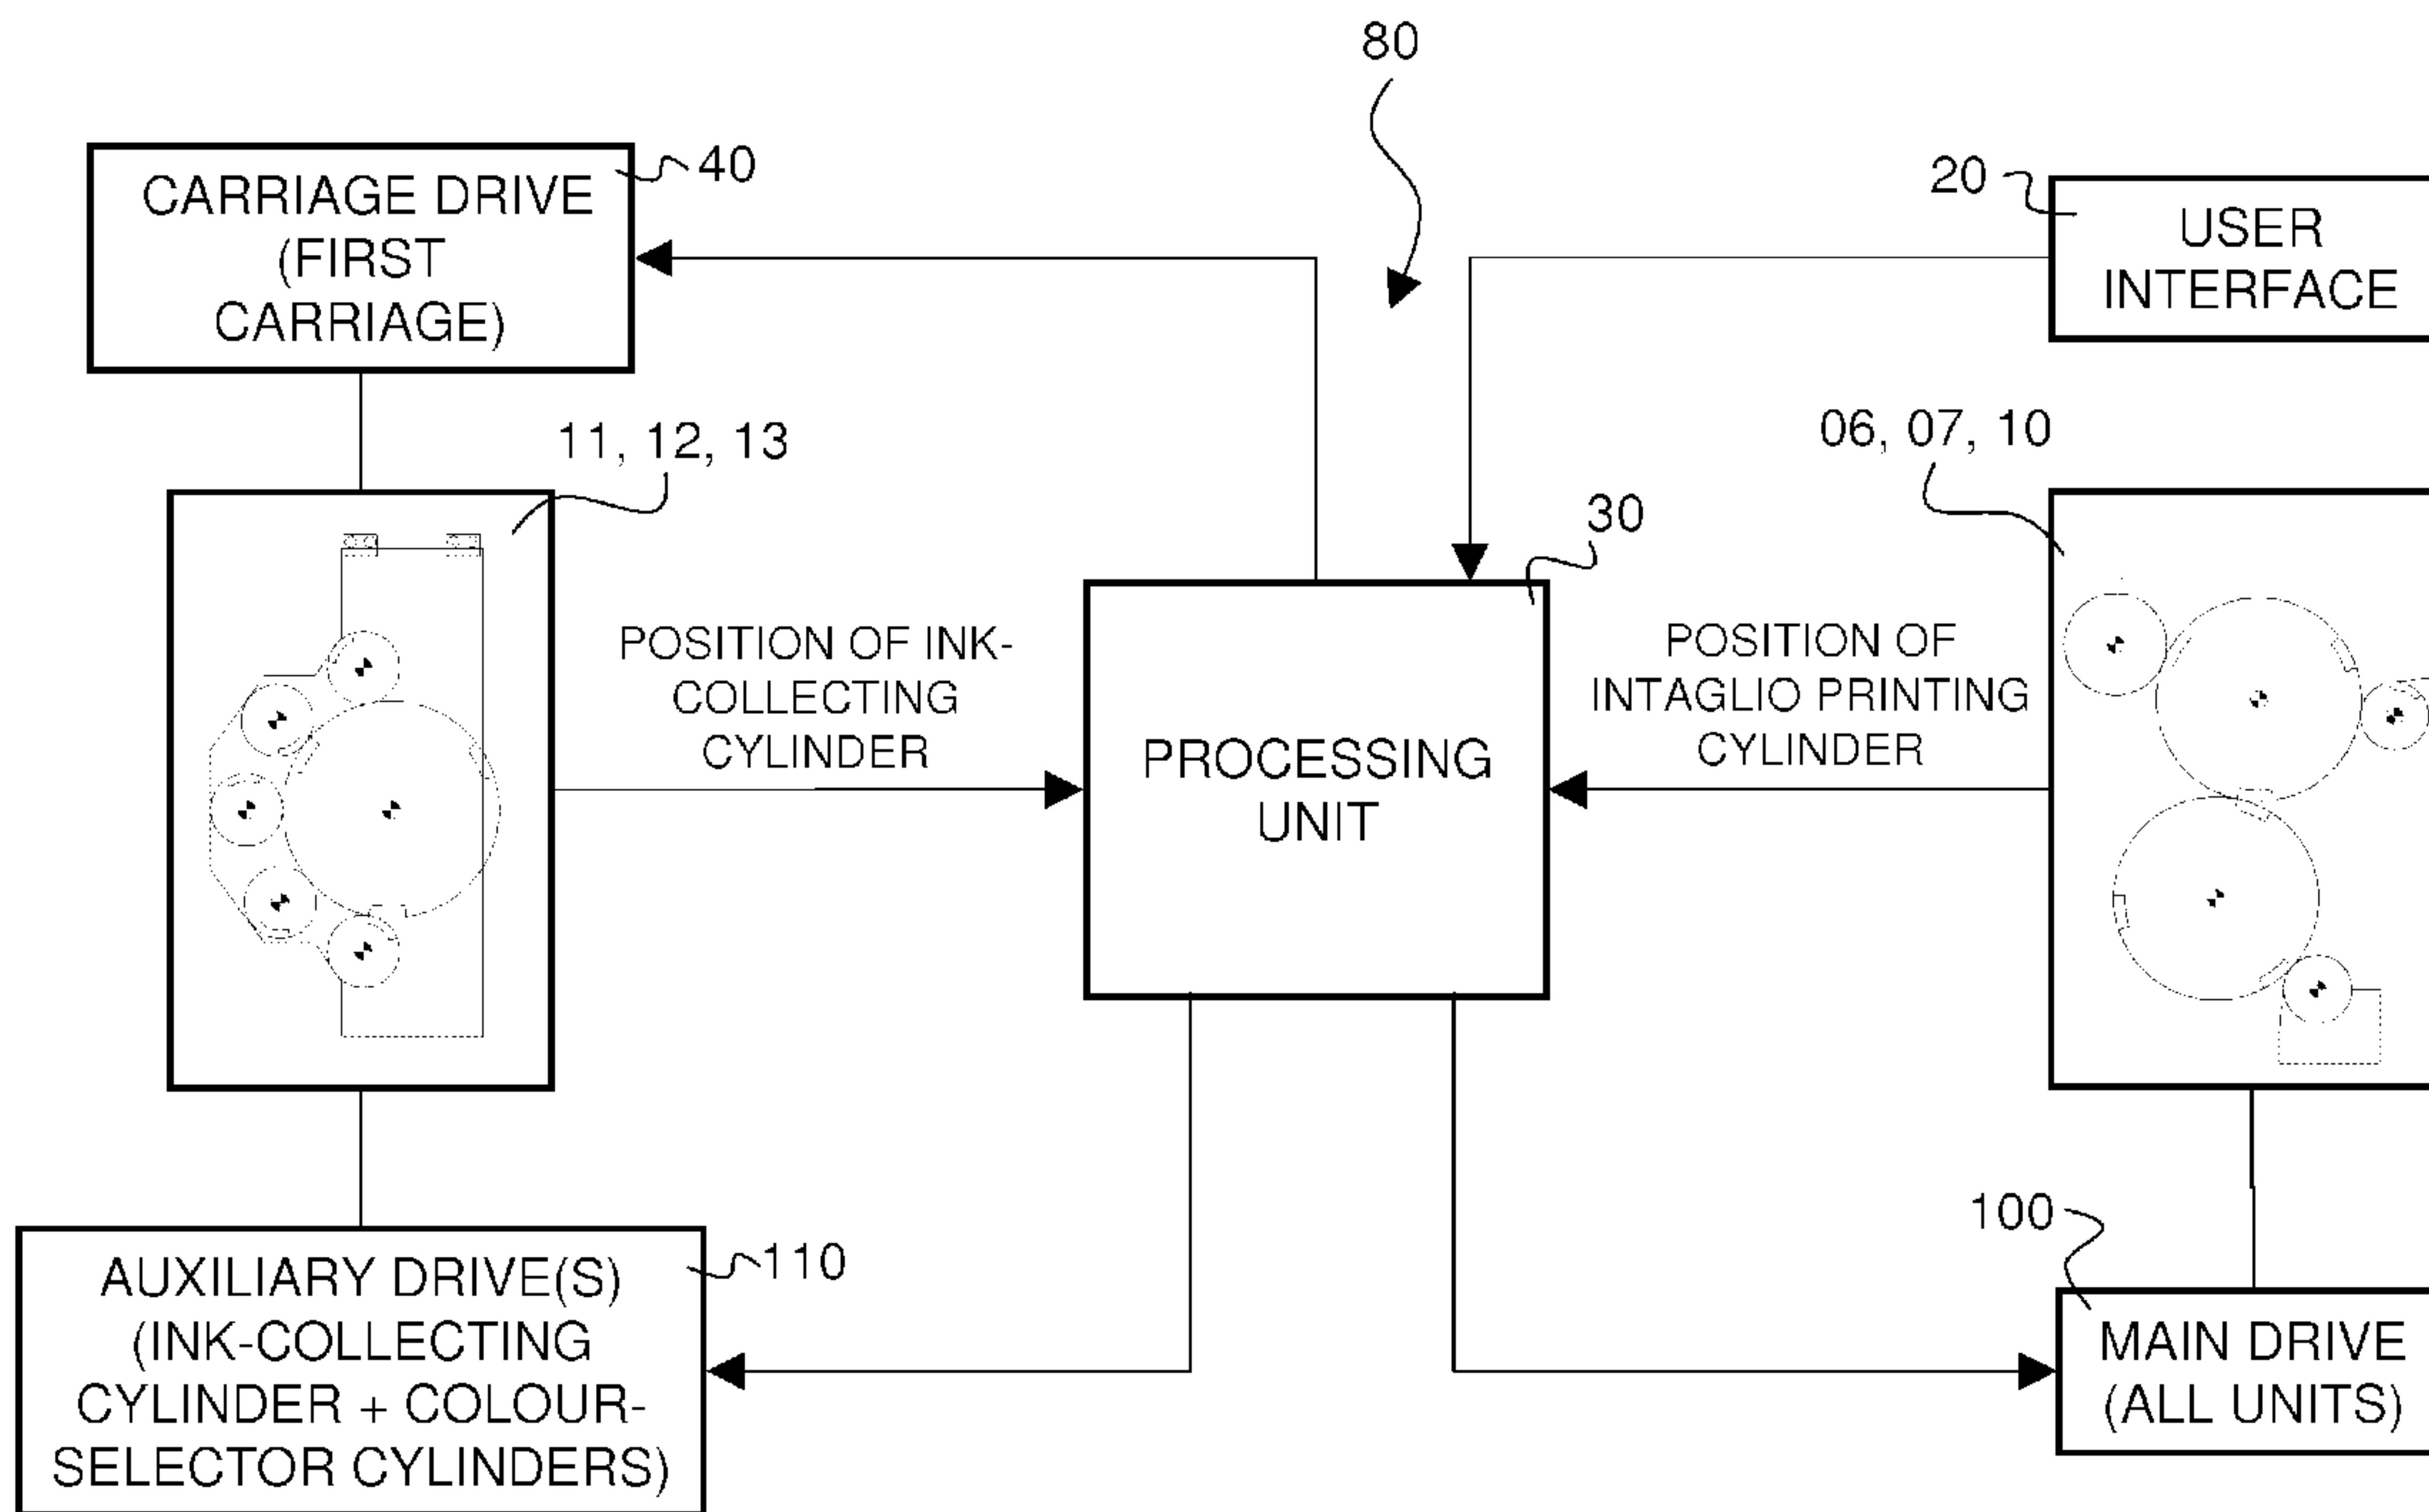 80
40
CARRIAGE DRIVE
(FIRST
CARRIAGE)
20
USER
INTERFACE
11, 12, 13
06, 07, 10
30
POSITION OF INK-
COLLECTING
CYLINDER
PROCESSING
UNIT
POSITION OF
INTAGLIO PRINTING
CYLINDER
110
AUXILIARY DRIVE(S)
(INK-COLLECTING
CYLINDER + COLOUR-
SELECTOR CYLINDERS)
100
MAIN DRIVE
(ALL UNITS)